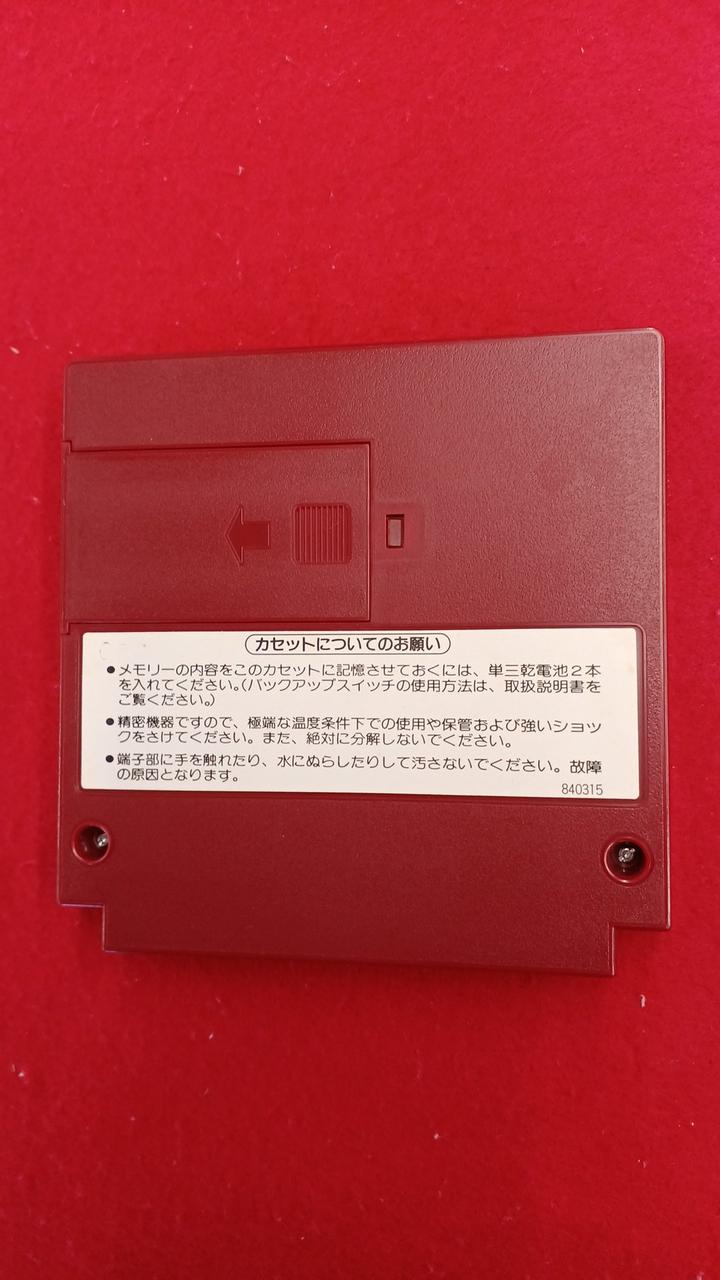 カセットについてのお願い
●メモリーの内容をこのカセットに記憶させておくには、単三乾電池2本
を入れてください。(バックアップスイッチの使用方法は、取扱説明書を
ご覧ください。)
●精密機器ですので、極端な温度条件下での使用や保管および強いショッ
クをさけてください。また、絶対に分解しないでください。
●端子部に手を触れたり、水にぬらしたりして汚さないでください。故障
の原因となります。
840315